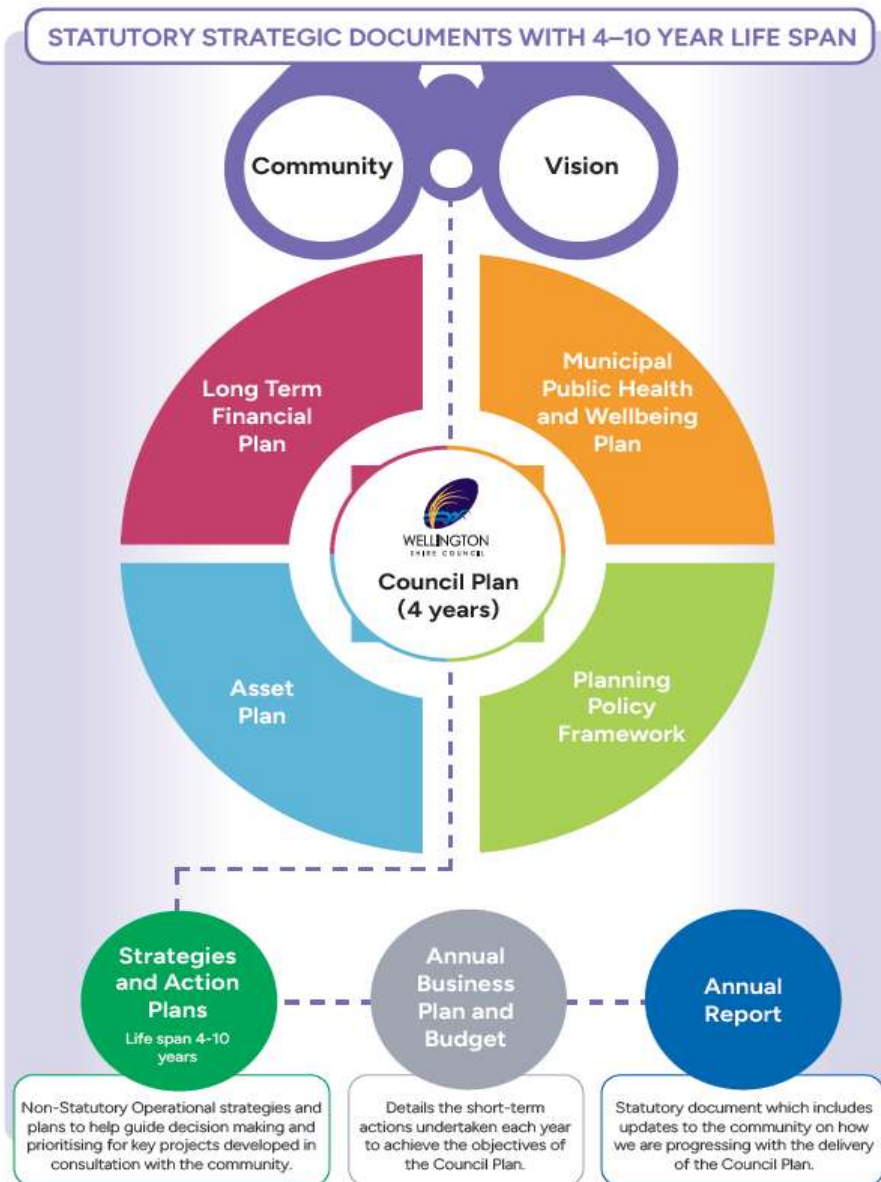 STATUTORY STRATEGIC DOCUMENTS WITH 4–10 YEAR LIFE SPAN
Community
Vision
Long Term
Financial
Plan
Municipal
Public Health
and Wellbeing
Plan
WELLINGTON
SHIRE COUNCIL
Council Plan
(4 years)
Asset
Plan
Planning
Policy
Framework
Strategies
and Action
Plans
Life span 4-10
years
Annual
Business
Plan and
Budget
Annual
Report
Non-Statutory Operational strategies and
plans to help guide decision making and
prioritising for key projects developed in
consultation with the community.
Details the short-term
actions undertaken each year
to achieve the objectives of
the Council Plan.
Statutory document which includes
updates to the community on how
we are progressing with the delivery
of the Council Plan.